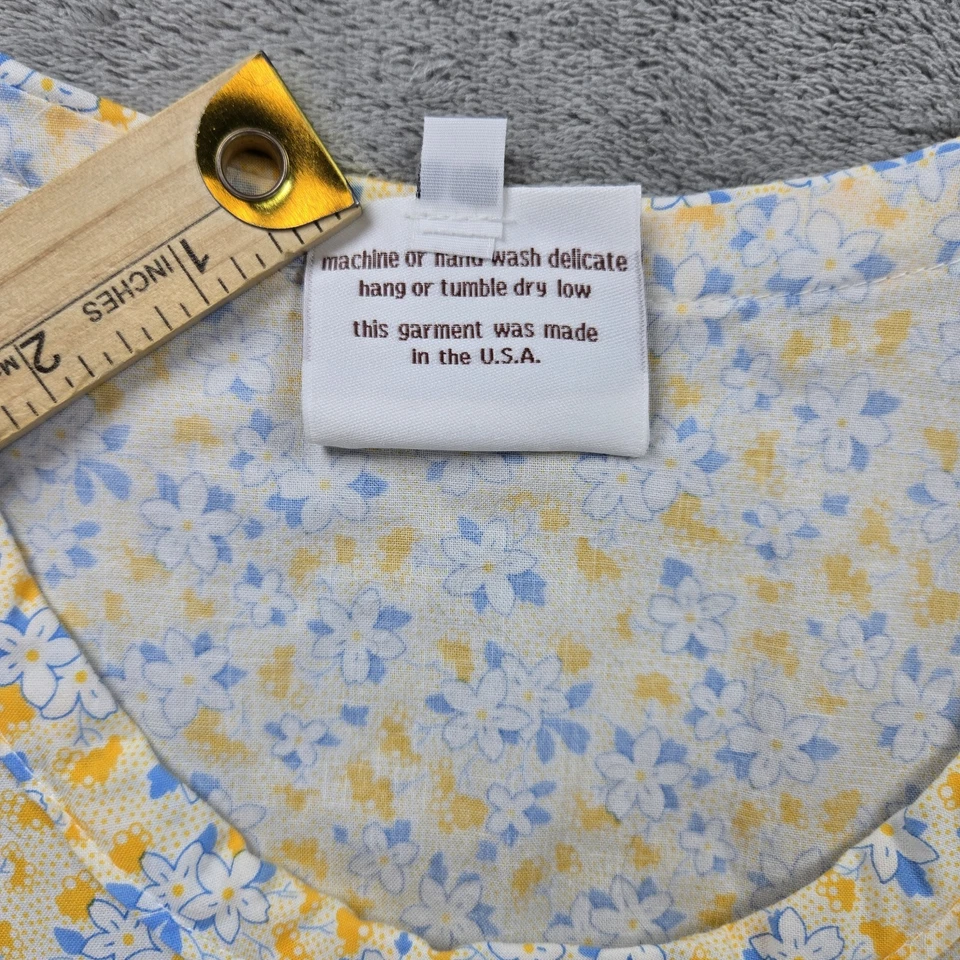 machine or hand wash delicate
hang or tumble dry low
this garment was made
in the U.S.A.
1
INCHES
2